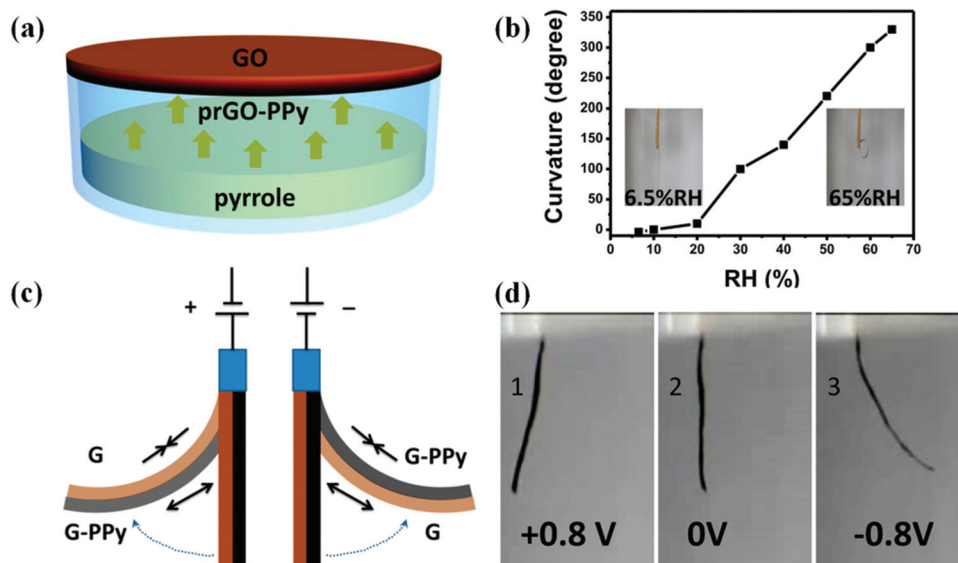 (a)
GO
prGO-PPy
pyrrole
(b)
Curvature (degree)
350
300
250
200
150
100
50
0
6.5%RH
65%RH
0 10 20 30 40 50 60 70
RH (%)
(c)
+ −
G
G-PPy
G-PPy
G
(d)
1 2 3
+0.8 V 0V -0.8V